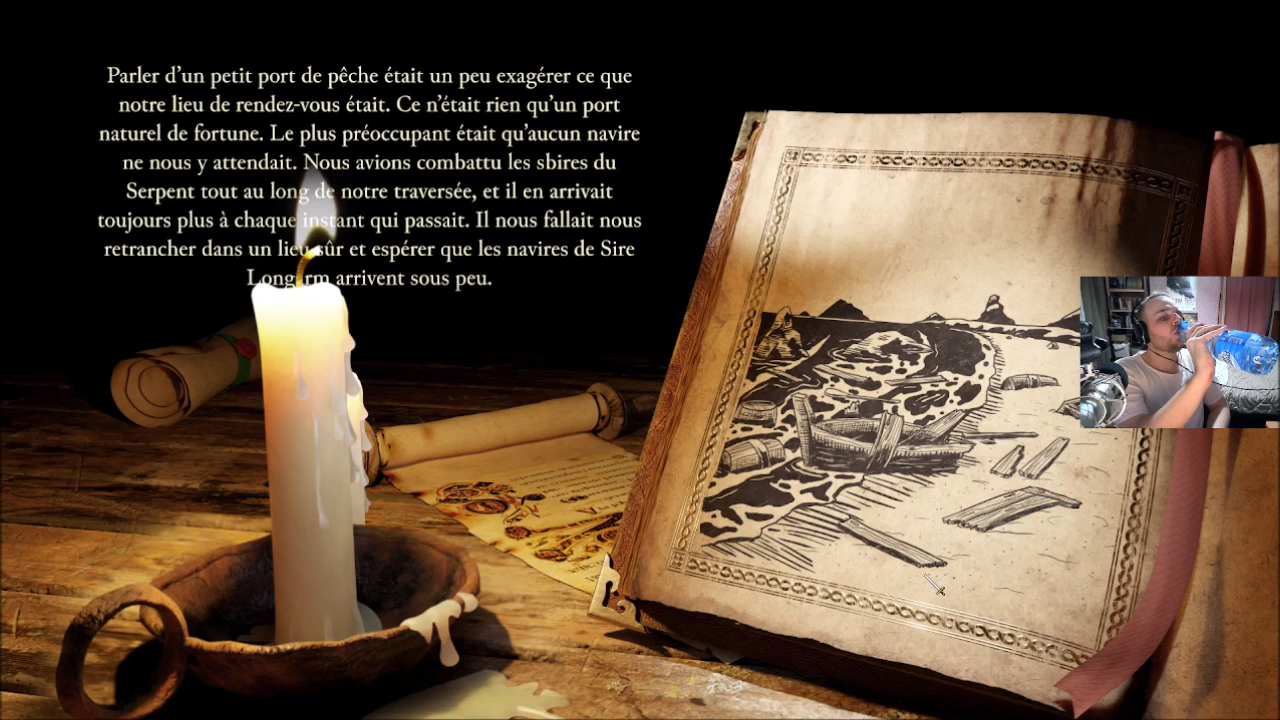 Parler d'un petit port de pêche était un peu exagérer ce que
notre lieu de rendez-vous était. Ce n'était rien qu'un port
naturel de fortune. Le plus préoccupant était qu'aucun navire
ne nous y attendait. Nous avions combattu les sbires du
Serpent tout au long de notre traversée, et il en arrivait
toujours plus à chaque instant qui passait. Il nous fallait nous
retrancher dans un lieu sûr et espérer que les navires de Sire
Longarm arrivent sous peu.